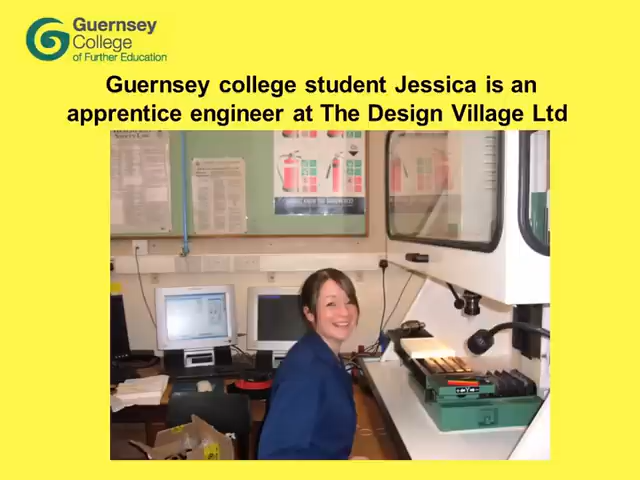 Guernsey
College
of Further Education
Guernsey college student Jessica is an
apprentice engineer at The Design Village Ltd